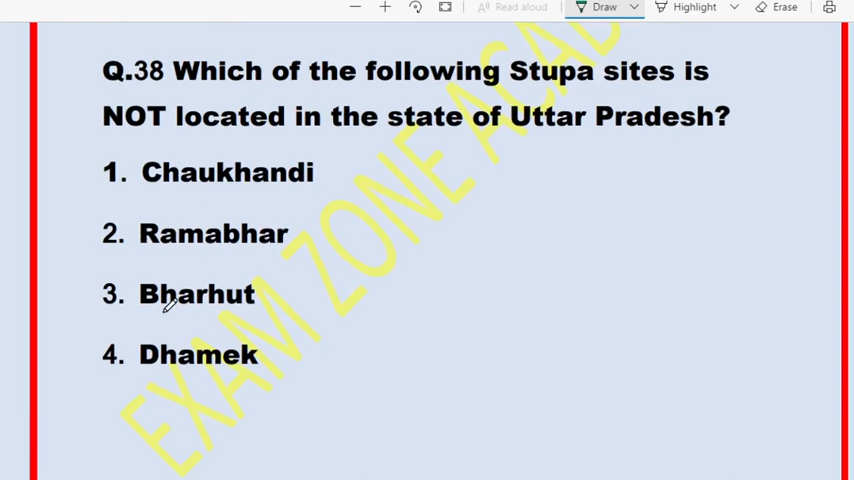 Read aloud Draw Highlight Erase
Q.38 Which of the following Stupa sites is
NOT located in the state of Uttar Pradesh?
1. Chaukhandi
2. Ramabhar
3. Bharhut
4. Dhamek
EXAM ZONE ACAD